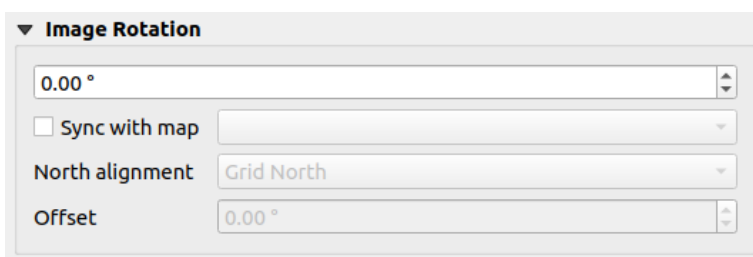 Image Rotation
0.00 °
Sync with map
North alignment Grid North
Offset 0.00 °